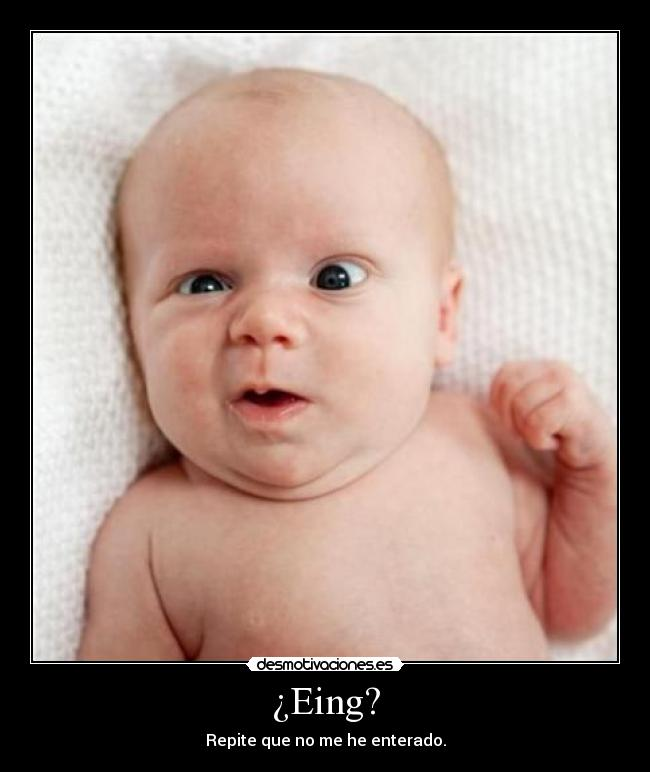 desmotivaciones.es
¿Eing?
Repite que no me he enterado.